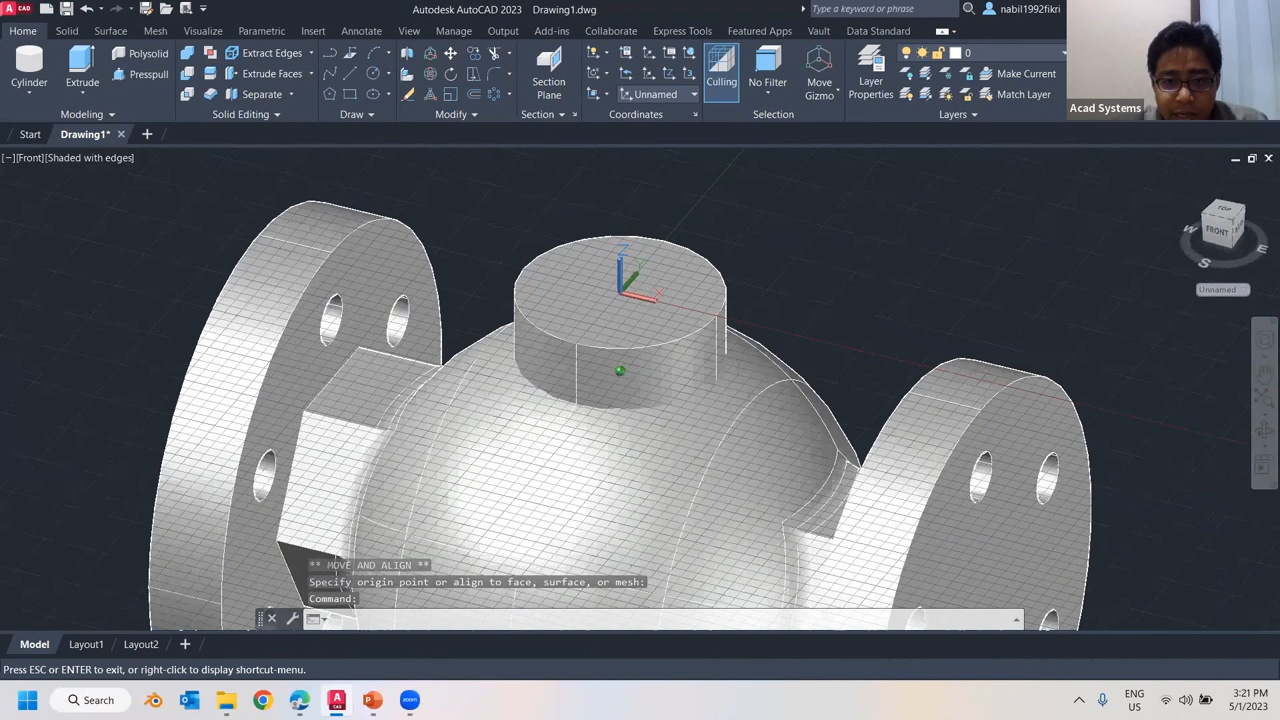 CAD
Autodesk AutoCAD 2023 Drawing1.dwg
Type a keyword or phrase
nabil1992fikri
Home Solid Surface Mesh Visualize Parametric Insert Annotate View Manage Output Add-ins Collaborate Express Tools Featured Apps Vault Data Standard
Cylinder
Extrude
Polysolid
Presspull
Modeling
Extract Edges
Extrude Faces
Separate
Solid Editing
Draw
Modify
Section
Plane
Section
Unnamed
Coordinates
Culling
No Filter
Move
Gizmo
Selection
Layer
Properties
0
Make Current
Match Layer
Layers
Acad Systems
Start
Drawing1*
[−][Front][Shaded with edges]
TOP
FRONT
W
S
E
Unnamed
Z
Y
X
** MOVE AND ALIGN **
Specify origin point or align to face, surface, or mesh:
Command:
Model Layout1 Layout2
Press ESC or ENTER to exit, or right-click to display shortcut-menu.
Search
zoom
ENG
US
3:21 PM
5/1/2023